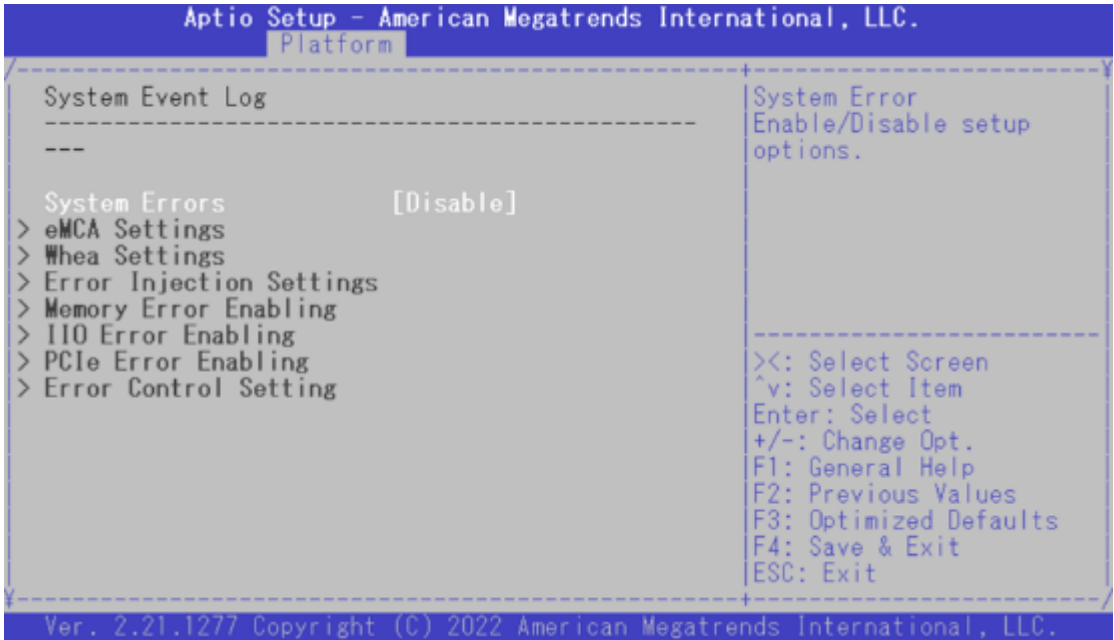 Aptio Setup - American Megatrends International, LLC.
Platform
System Event Log
---
System Errors [Disable]
> eMCA Settings
> Whea Settings
> Error Injection Settings
> Memory Error Enabling
> IIO Error Enabling
> PCIe Error Enabling
> Error Control Setting
System Error
Enable/Disable setup
options.
><: Select Screen
^v: Select Item
Enter: Select
+/-: Change Opt.
F1: General Help
F2: Previous Values
F3: Optimized Defaults
F4: Save & Exit
ESC: Exit
Ver. 2.21.1277 Copyright (C) 2022 American Megatrends International, LLC.